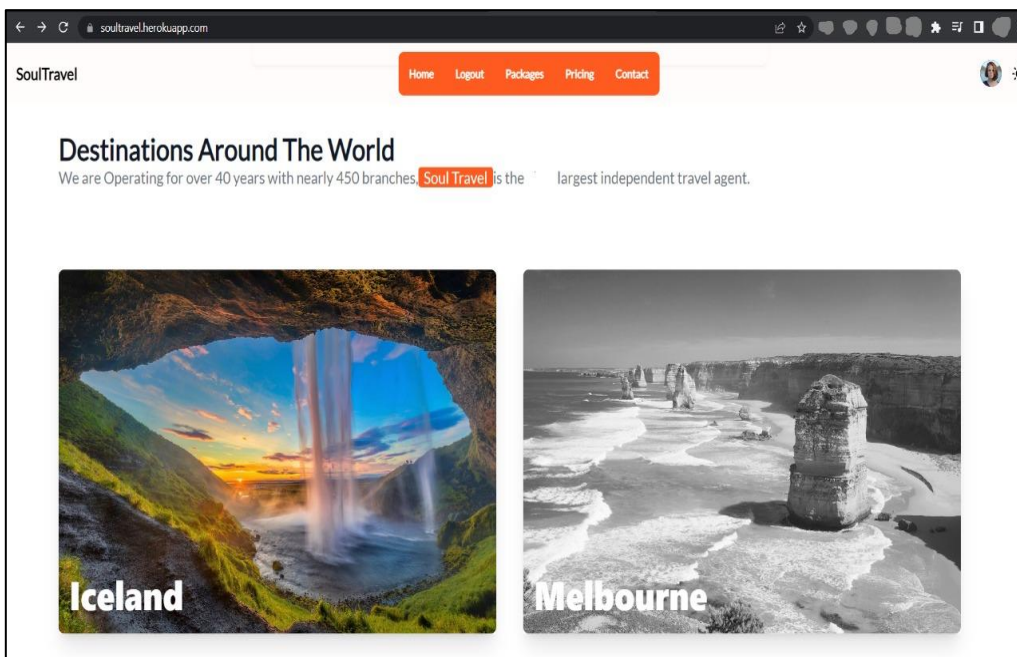 soultravel.herokuapp.com
SoulTravel
Home Logout Packages Pricing Contact
Destinations Around The World
We are Operating for over 40 years with nearly 450 branches, Soul Travel is the largest independent travel agent.
Iceland
Melbourne